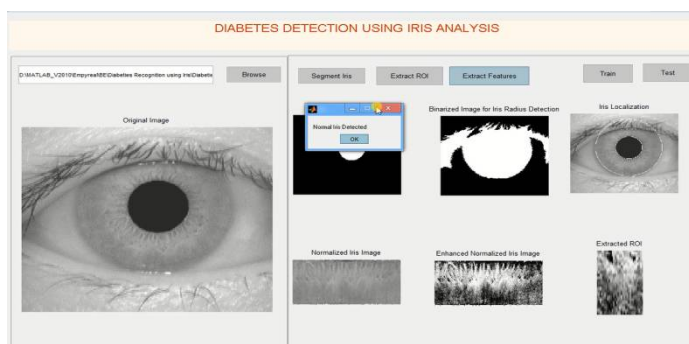 DIABETES DETECTION USING IRIS ANALYSIS
D:\MATLAB_V2010\Empyreal\BE\Diabetes Recognition using Iris\Diabete
Browse
Segment Iris
Extract ROI
Extract Features
Train
Test
Original Image
Normal Iris Detected
OK
Binarized Image for Iris Radius Detection
Iris Localization
Normalized Iris Image
Enhanced Normalized Iris Image
Extracted ROI